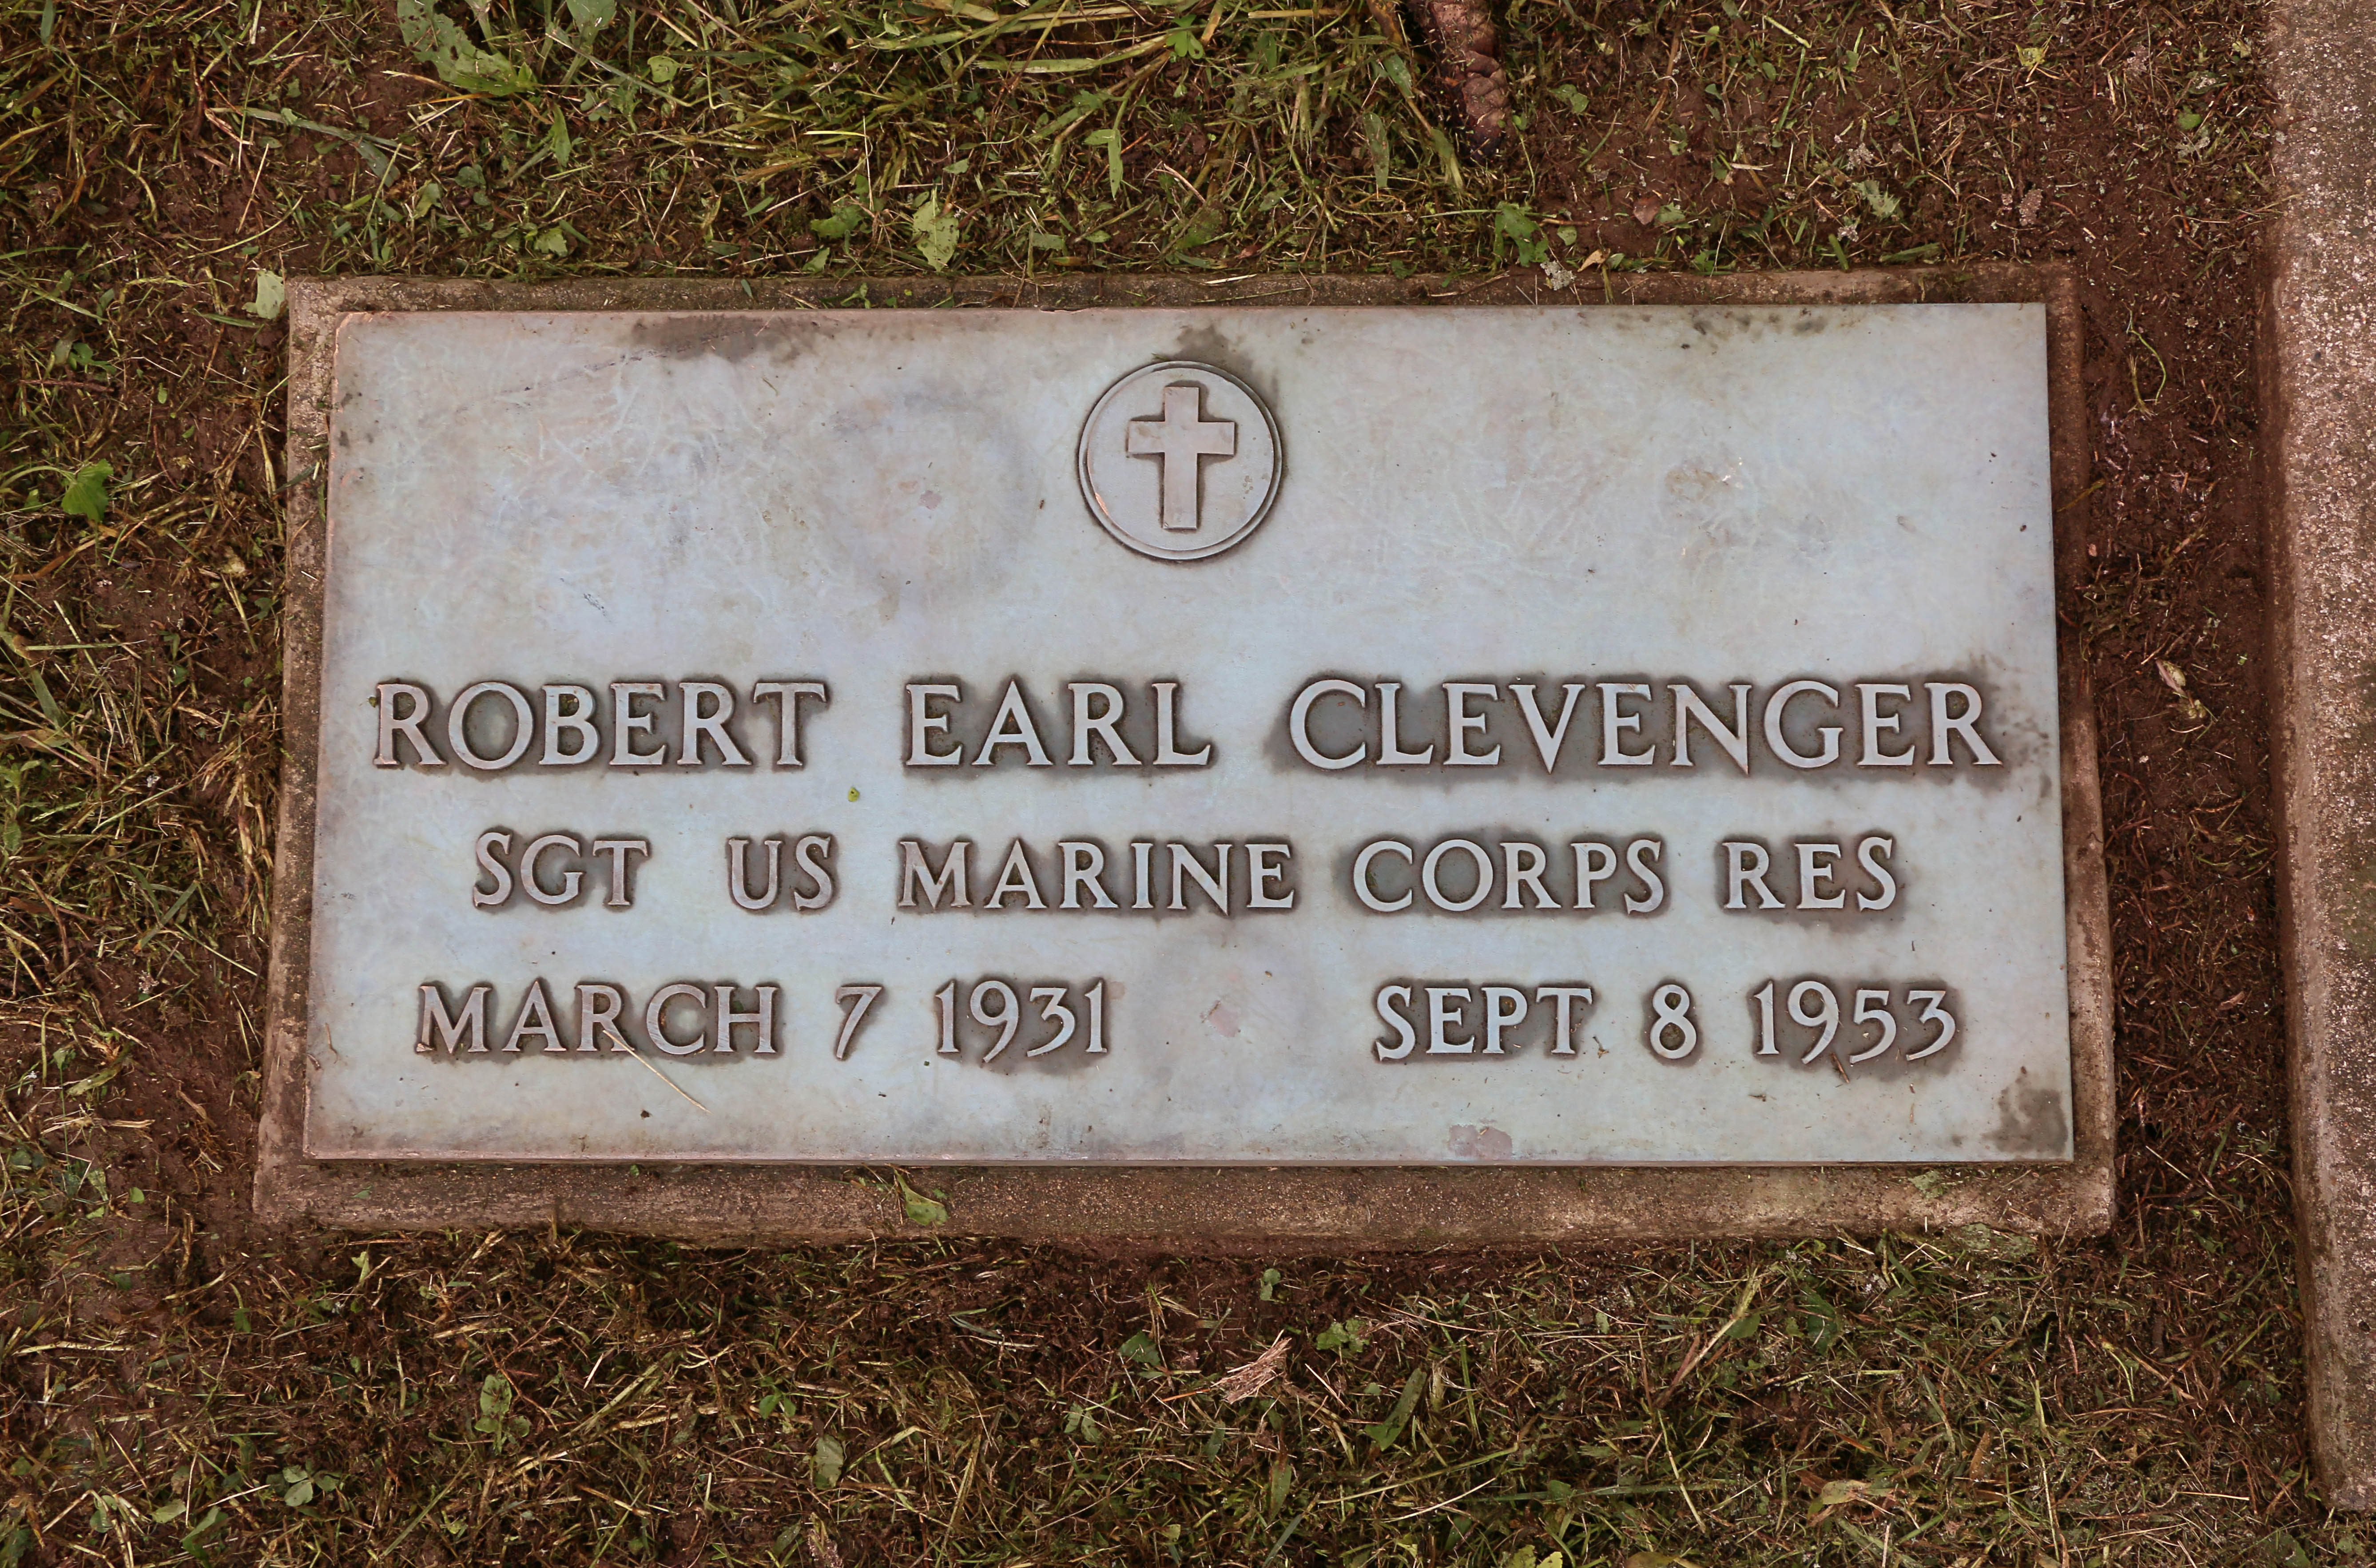 ROBERT EARL CLEVENGER
SGT US MARINE CORPS RES
MARCH 7 1931 SEPT 8 1953